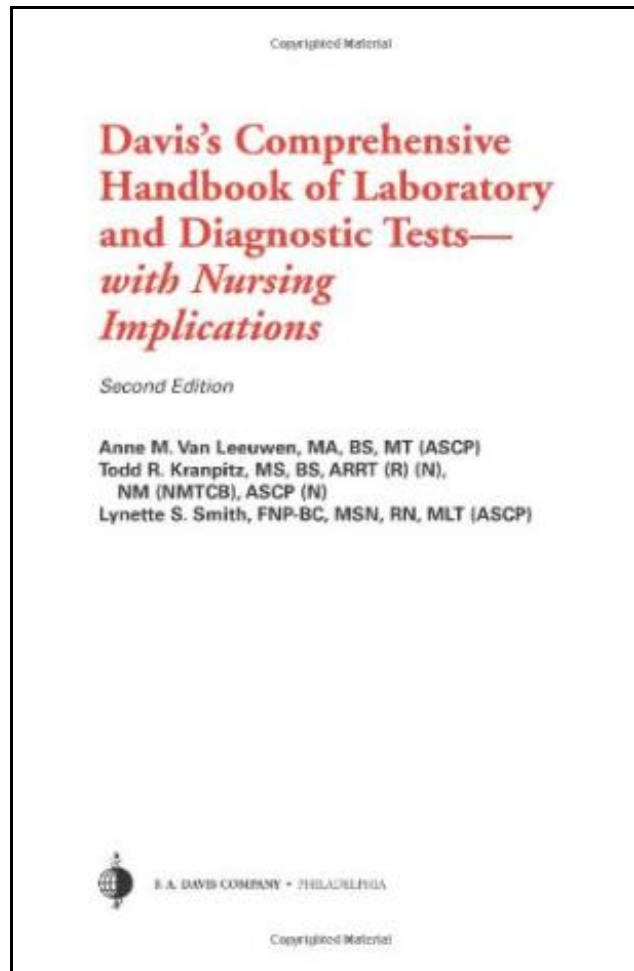 Copyrighted Material
Davis's Comprehensive
Handbook of Laboratory
and Diagnostic Tests—
with Nursing
Implications
Second Edition
Anne M. Van Leeuwen, MA, BS, MT (ASCP)
Todd R. Kranpitz, MS, BS, ARRT (R) (N),
NM (NMTCB), ASCP (N)
Lynette S. Smith, FNP-BC, MSN, RN, MLT (ASCP)
F. A. DAVIS COMPANY • PHILADELPHIA
Copyrighted Material